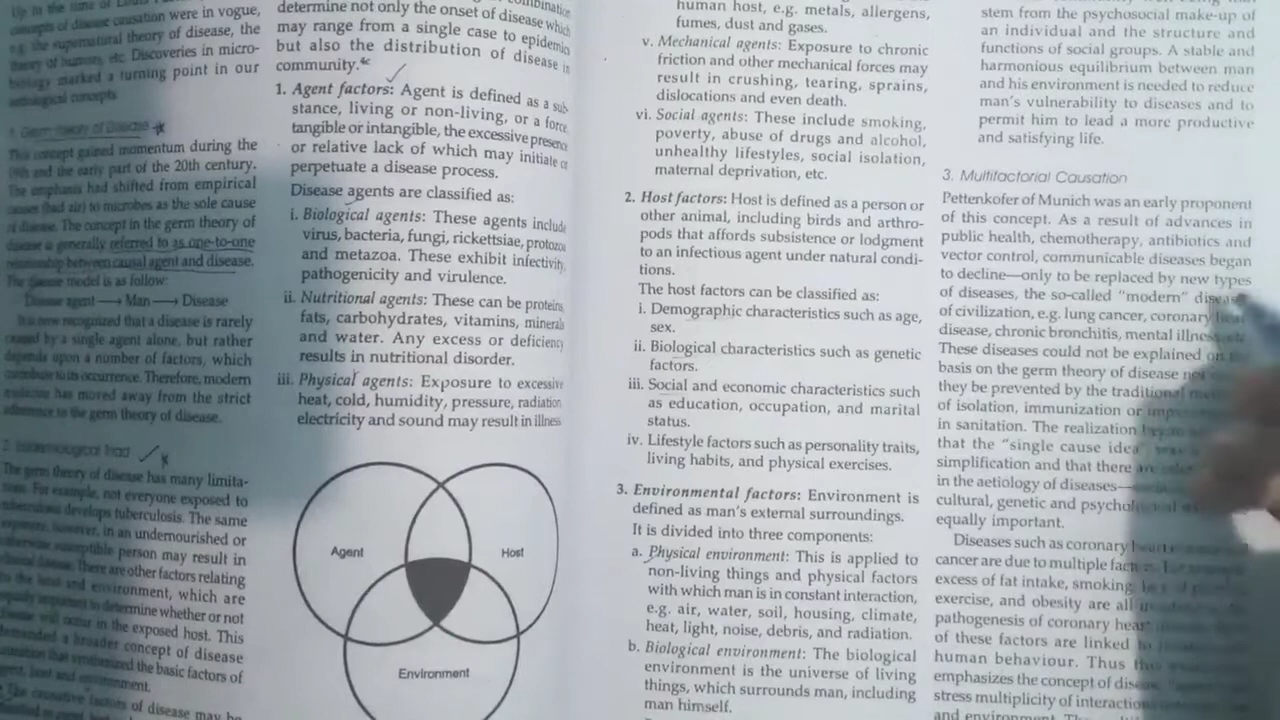 concepts of disease causation were in vogue,
e.g. the supernatural theory of disease, the
theory of humors, etc. Discoveries in micro-
biology marked a turning point in our
aetiological concepts.
1. Germ Theory of Disease
This concept gained momentum during the
19th and the early part of the 20th century.
The emphasis had shifted from empirical
causes (bad air) to microbes as the sole cause
of disease. The concept in the germ theory of
disease is generally referred to as one-to-one
relationship between causal agent and disease.
The disease model is as follow:
Disease agent → Man → Disease
It is now recognized that a disease is rarely
caused by a single agent alone, but rather
depends upon a number of factors, which
contribute to its occurrence. Therefore, modern
medicine has moved away from the strict
adherence to the germ theory of disease.
2. Epidemiological Triad
The germ theory of disease has many limita-
tions. For example, not everyone exposed to
tuberculosis develops tuberculosis. The same
exposure, however, in an undernourished or
otherwise susceptible person may result in
clinical disease. There are other factors relating
to the host and environment, which are
equally important to determine whether or not
disease will occur in the exposed host. This
demanded a broader concept of disease
causation that synthesized the basic factors of
agent, host and environment.
The causative factors of disease may be
determine not only the onset of disease which
may range from a single case to epidemic
but also the distribution of disease in
community.
1. Agent factors: Agent is defined as a sub-
stance, living or non-living, or a force,
tangible or intangible, the excessive presence
or relative lack of which may initiate or
perpetuate a disease process.
Disease agents are classified as:
i. Biological agents: These agents include
virus, bacteria, fungi, rickettsiae, protozoa
and metazoa. These exhibit infectivity,
pathogenicity and virulence.
ii. Nutritional agents: These can be proteins,
fats, carbohydrates, vitamins, minerals
and water. Any excess or deficiency
results in nutritional disorder.
iii. Physical agents: Exposure to excessive
heat, cold, humidity, pressure, radiation,
electricity and sound may result in illness
Agent
Host
Environment
human host, e.g. metals, allergens,
fumes, dust and gases.
v. Mechanical agents: Exposure to chronic
friction and other mechanical forces may
result in crushing, tearing, sprains,
dislocations and even death.
vi. Social agents: These include smoking,
poverty, abuse of drugs and alcohol,
unhealthy lifestyles, social isolation,
maternal deprivation, etc.
2. Host factors: Host is defined as a person or
other animal, including birds and arthro-
pods that affords subsistence or lodgment
to an infectious agent under natural condi-
tions.
The host factors can be classified as:
i. Demographic characteristics such as age,
sex.
ii. Biological characteristics such as genetic
factors.
iii. Social and economic characteristics such
as education, occupation, and marital
status.
iv. Lifestyle factors such as personality traits,
living habits, and physical exercises.
3. Environmental factors: Environment is
defined as man's external surroundings.
It is divided into three components:
a. Physical environment: This is applied to
non-living things and physical factors
with which man is in constant interaction,
e.g. air, water, soil, housing, climate,
heat, light, noise, debris, and radiation.
b. Biological environment: The biological
environment is the universe of living
things, which surrounds man, including
man himself.
stem from the psychosocial make-up of
an individual and the structure and
functions of social groups. A stable and
harmonious equilibrium between man
and his environment is needed to reduce
man's vulnerability to diseases and to
permit him to lead a more productive
and satisfying life.
3. Multifactorial Causation
Pettenkofer of Munich was an early proponent
of this concept. As a result of advances in
public health, chemotherapy, antibiotics and
vector control, communicable diseases began
to decline—only to be replaced by new types
of diseases, the so-called "modern"
of civilization, e.g. lung cancer, coronary
disease, chronic bronchitis, mental
These diseases could not be explained
basis on the germ theory of disease
they be prevented by the traditional
of isolation, immunization or
in sanitation. The realization
that the "single cause idea"
simplification and that there
in the aetiology of diseases—
cultural, genetic and
equally important.
Diseases such as coronary
cancer are due to multiple
excess of fat intake, smoking,
exercise, and obesity are all
pathogenesis of coronary
of these factors are linked to
human behaviour. Thus
emphasizes the concept of
stress multiplicity of
and environment.